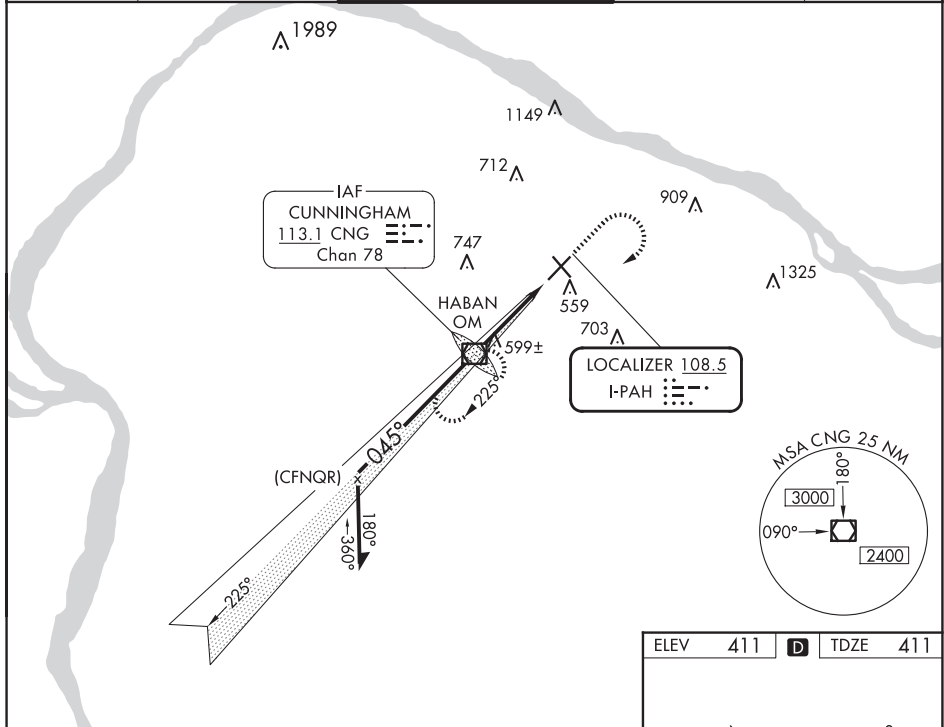 1989
1149
712
909
IAF
CUNNINGHAM
113.1 CNG
Chan 78
747
1325
HABAN
OM
559
599±
703
LOCALIZER 108.5
I-PAH
225°
045°
(CFNQR)
180°
360°
225°
MSA CNG 25 NM
180°
3000
090°
2400
ELEV 411 D TDZE 411